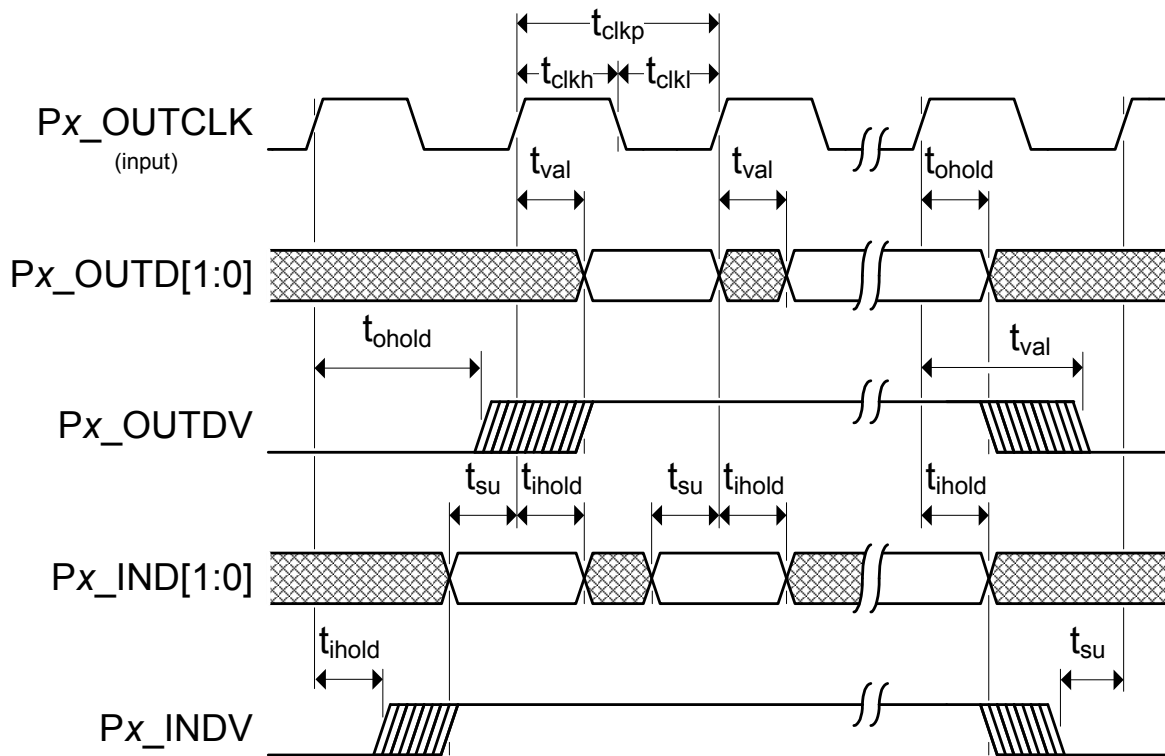 tclkp
tclkh tclkl
Px_OUTCLK
(input)
tval tval tohold
Px_OUTD[1:0]
tohold tval
Px_OUTDV
tsu tihold tsu tihold tihold
Px_IND[1:0]
tihold tsu
Px_INDV